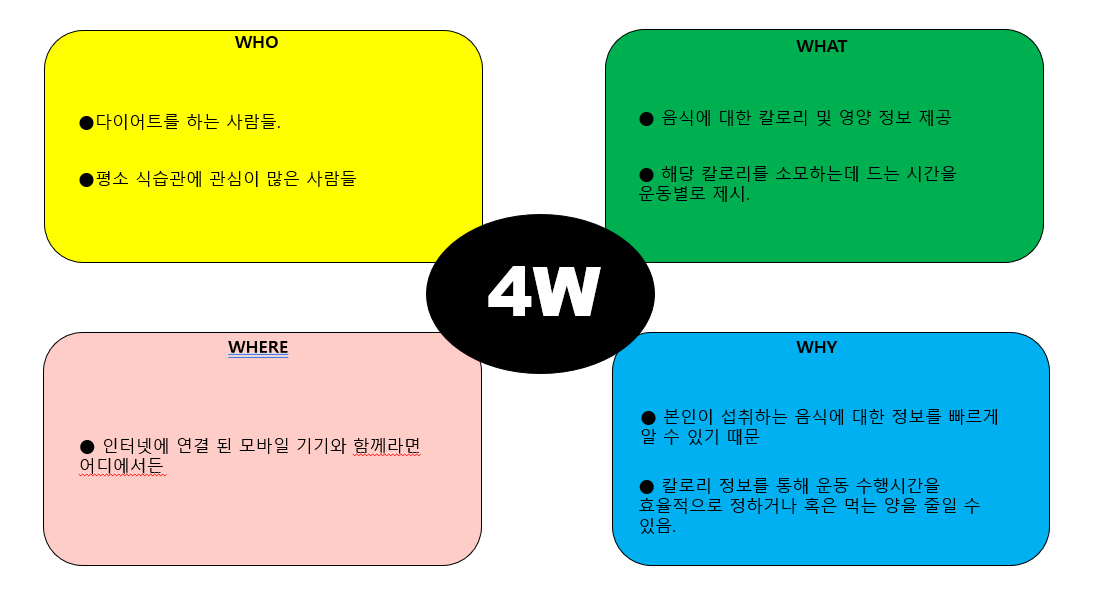 WHO
●다이어트를 하는 사람들.
●평소 식습관에 관심이 많은 사람들
WHAT
● 음식에 대한 칼로리 및 영양 정보 제공
● 해당 칼로리를 소모하는데 드는 시간을
운동별로 제시.
4W
WHERE
● 인터넷에 연결 된 모바일 기기와 함께라면
어디에서든
WHY
● 본인이 섭취하는 음식에 대한 정보를 빠르게
알 수 있기 때문
● 칼로리 정보를 통해 운동 수행시간을
효율적으로 정하거나 혹은 먹는 양을 줄일 수
있음.